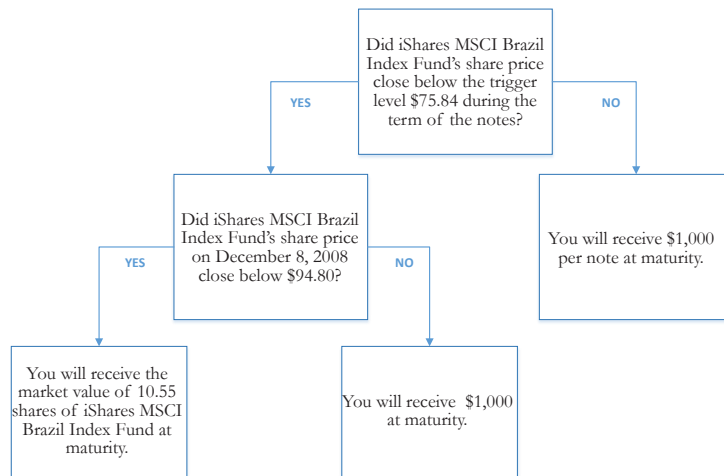 Did iShares MSCI Brazil
Index Fund's share price
close below the trigger
level $75.84 during the
term of the notes?
YES
NO
Did iShares MSCI Brazil
Index Fund's share price
on December 8, 2008
close below $94.80?
You will receive $1,000
per note at maturity.
YES
NO
You will receive the
market value of 10.55
shares of iShares MSCI
Brazil Index Fund at
maturity.
You will receive $1,000
at maturity.